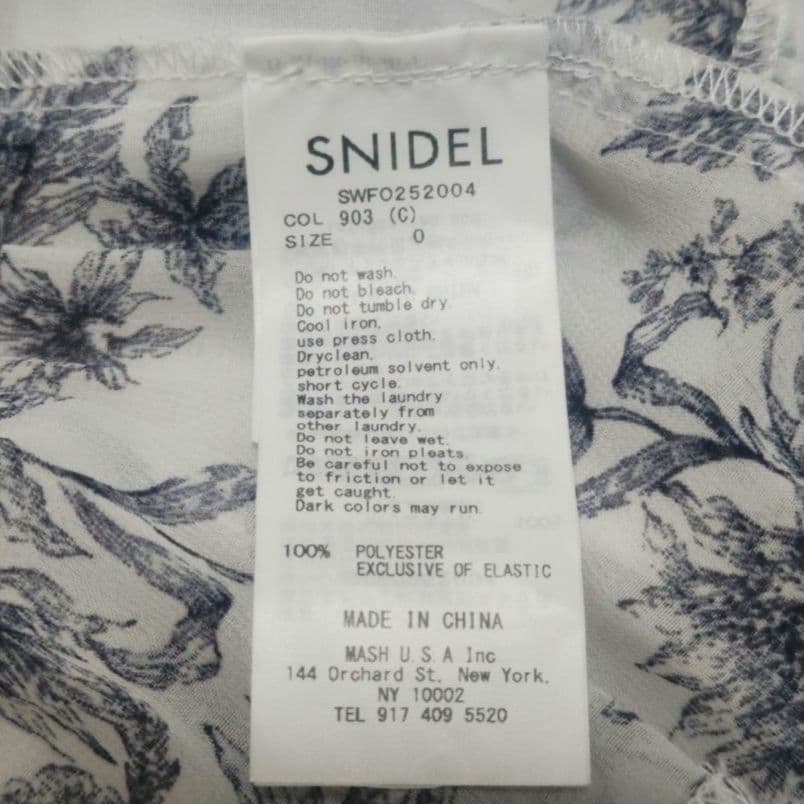 SNIDEL
SWFO252004
COL 903 (C)
SIZE 0
Do not wash.
Do not bleach.
Do not tumble dry.
Cool iron,
use press cloth.
Dryclean,
petroleum solvent only.
short cycle.
Wash the laundry
separately from
other laundry.
Do not leave wet.
Do not iron pleats.
Be careful not to expose
to friction or let it
get caught.
Dark colors may run.
100% POLYESTER
EXCLUSIVE OF ELASTIC
MADE IN CHINA
MASH U.S.A Inc
144 Orchard St. New York.
NY 10002
TEL 917 409 5520